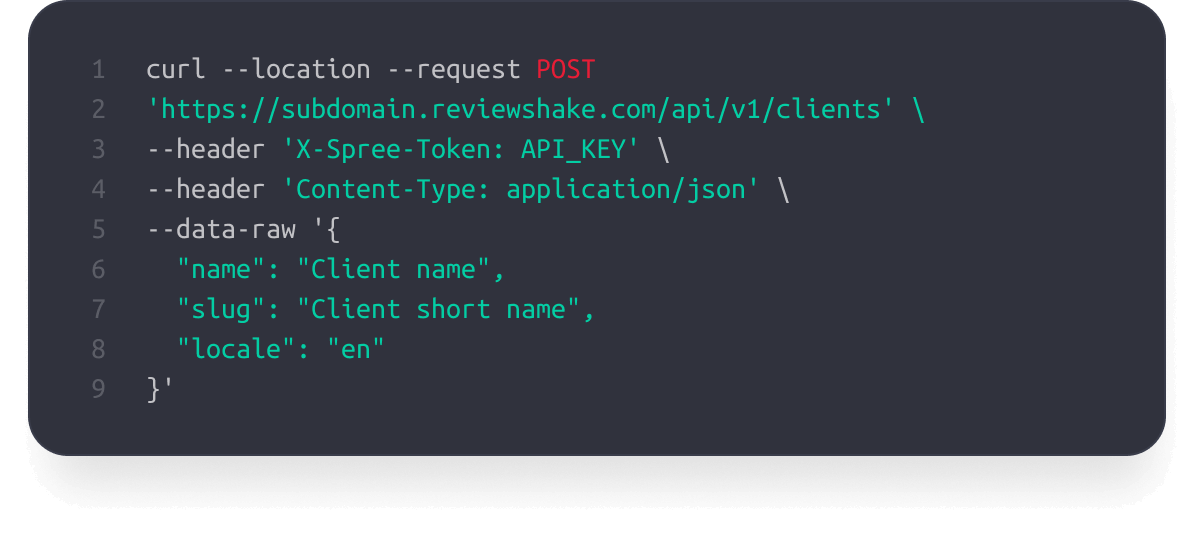 1 curl --location --request POST
2 'https://subdomain.reviewshake.com/api/v1/clients' \
3 --header 'X-Spree-Token: API_KEY' \
4 --header 'Content-Type: application/json' \
5 --data-raw '{
6   "name": "Client name",
7   "slug": "Client short name",
8   "locale": "en"
9 }'